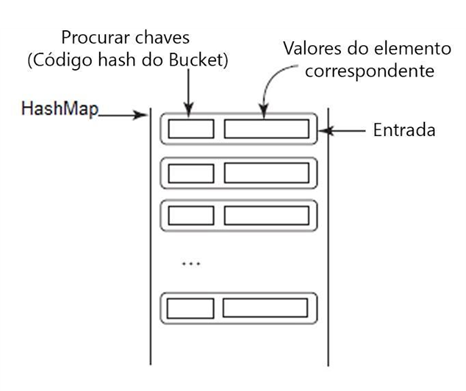 Procurar chaves
(Código hash do Bucket)
Valores do elemento
correspondente
HashMap
Entrada
...